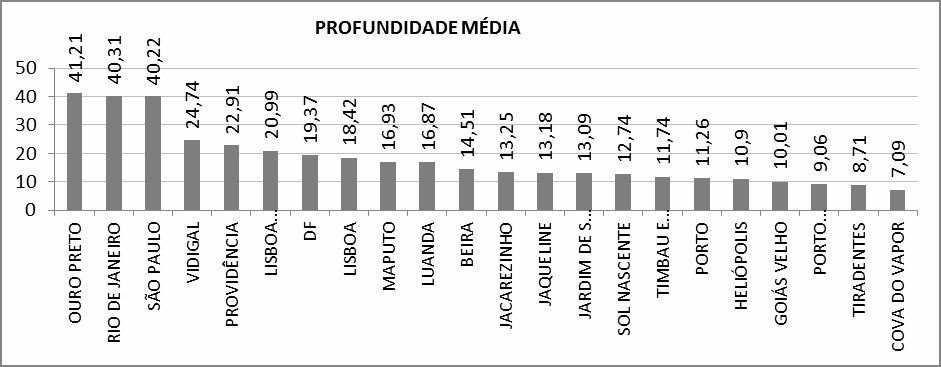 PROFUNDIDADE MÉDIA
41,21
40,31
40,22
24,74
22,91
20,99
19,37
18,42
16,93
16,87
14,51
13,25
13,18
13,09
12,74
11,74
11,26
10,9
10,01
9,06
8,71
7,09
50
40
30
20
10
0
OURO PRETO
RIO DE JANEIRO
SÃO PAULO
VIDIGAL
PROVIDÊNCIA
LISBOA...
DF
LISBOA
MAPUTO
LUANDA
BEIRA
JACAREZINHO
JAQUELINE
JARDIM DE S...
SOL NASCENTE
TIMBAU E...
PORTO
HELIÓPOLIS
GOIÁS VELHO
PORTO...
TIRADENTES
COVA DO VAPOR